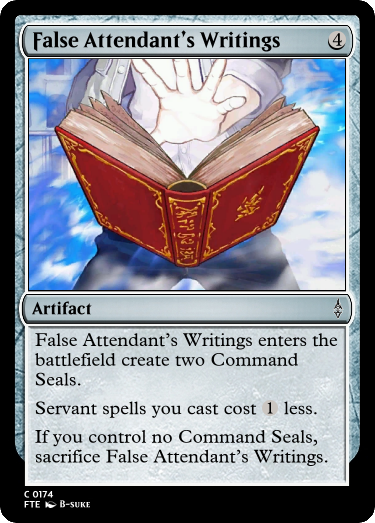 False Attendant's Writings 4
Artifact
False Attendant's Writings enters the
battlefield create two Command
Seals.
Servant spells you cast cost 1 less.
If you control no Command Seals,
sacrifice False Attendant's Writings.
C 0174
FTE B-SUKE